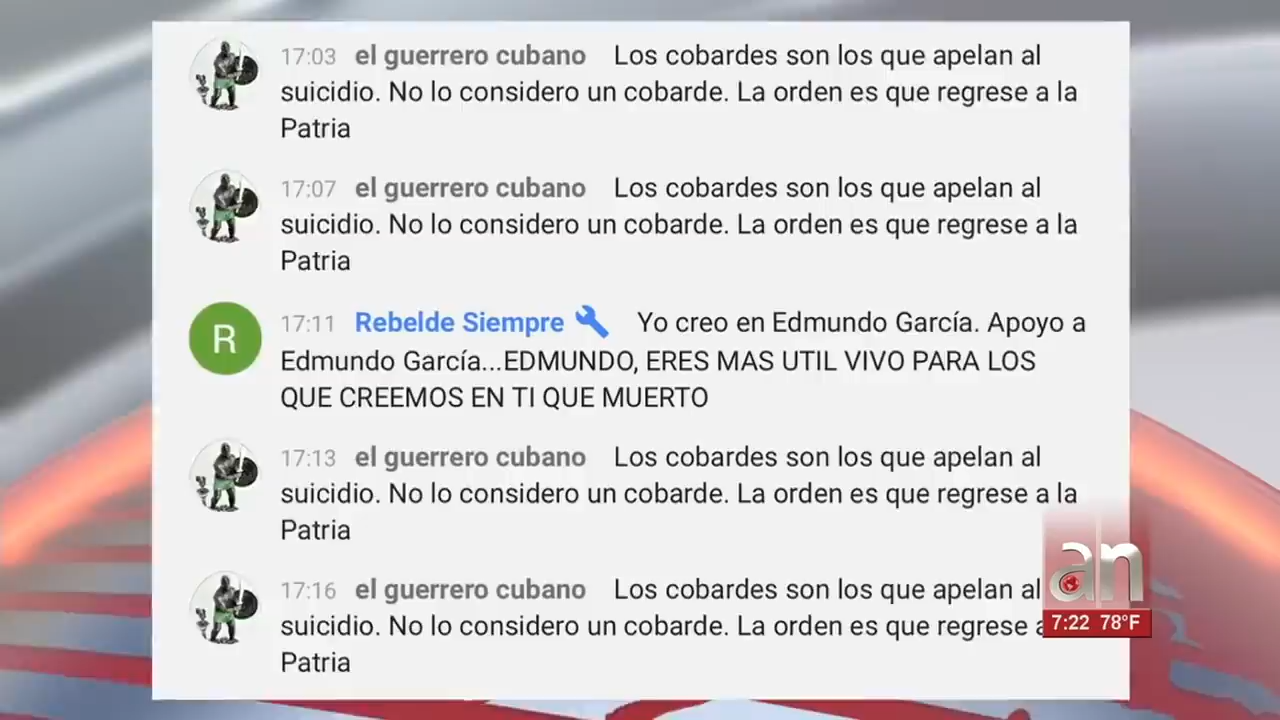 17:03 el guerrero cubano Los cobardes son los que apelan al
suicidio. No lo considero un cobarde. La orden es que regrese a la
Patria
17:07 el guerrero cubano Los cobardes son los que apelan al
suicidio. No lo considero un cobarde. La orden es que regrese a la
Patria
R
17:11 Rebelde Siempre Yo creo en Edmundo García. Apoyo a
Edmundo García...EDMUNDO, ERES MAS UTIL VIVO PARA LOS
QUE CREEMOS EN TI QUE MUERTO
17:13 el guerrero cubano Los cobardes son los que apelan al
suicidio. No lo considero un cobarde. La orden es que regrese a la
Patria
17:16 el guerrero cubano Los cobardes son los que apelan al
suicidio. No lo considero un cobarde. La orden es que regrese
Patria
an
7:22 78°F